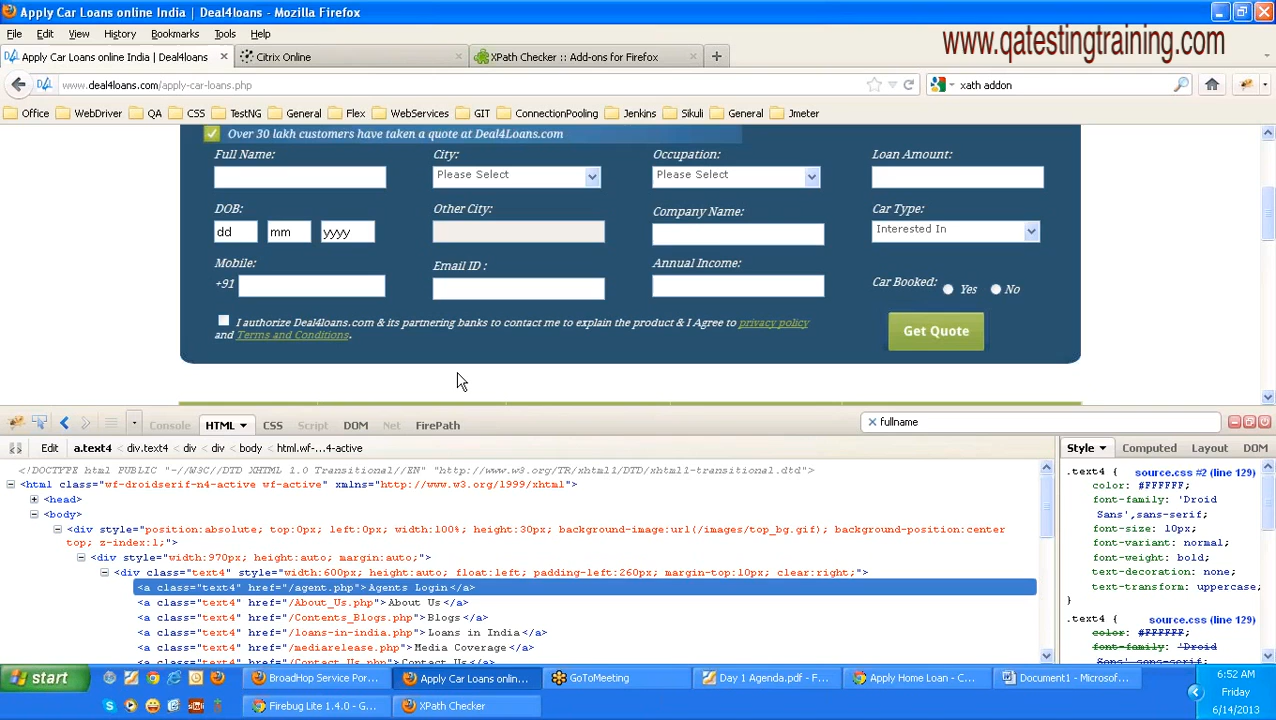 Apply Car Loans online India | Deal4loans - Mozilla Firefox
File Edit View History Bookmarks Tools Help
www.qatestingtraining.com
Apply Car Loans online India | Deal4loans × Citrix Online × XPath Checker :: Add-ons for Firefox × +
www.deal4loans.com/apply-car-loans.php xath addon
Office WebDriver QA CSS TestNG General Flex WebServices GIT ConnectionPooling Jenkins Sikuli General Jmeter
Over 30 lakh customers have taken a quote at Deal4Loans.com
Full Name: City: Occupation: Loan Amount:
Please Select Please Select
DOB: Other City: Company Name: Car Type:
dd mm yyyy Interested In
Mobile: Email ID : Annual Income:
+91 Car Booked: Yes No
I authorize Deal4loans.com & its partnering banks to contact me to explain the product & I Agree to privacy policy
and Terms and Conditions.
Get Quote
Console HTML CSS Script DOM Net FirePath fullname
Edit a.text4 < div.text4 < div < div < body < html.wf-...4-active Style Computed Layout DOM
<!DOCTYPE html PUBLIC "-//W3C//DTD XHTML 1.0 Transitional//EN" "http://www.w3.org/TR/xhtml1/DTD/xhtml1-transitional.dtd">
<html class="wf-droidserif-n4-active wf-active" xmlns="http://www.w3.org/1999/xhtml">
<head>
<body>
<div style="position:absolute; top:0px; left:0px; width:100%; height:30px; background-image:url(/images/top_bg.gif); background-position:center
top; z-index:1;">
<div style="width:970px; height:auto; margin:auto;">
<div class="text4" style="width:600px; height:auto; float:left; padding-left:260px; margin-top:10px; clear:right;">
<a class="text4" href="/agent.php">Agents Login</a>
<a class="text4" href="/About_Us.php">About Us</a>
<a class="text4" href="/Contents_Blogs.php">Blogs</a>
<a class="text4" href="/loans-in-india.php">Loans in India</a>
<a class="text4" href="/mediarelease.php">Media Coverage</a>
<a class="text4" href="/Contact_Us.php">Contact Us</a>
.text4 { source.css #2 (line 129)
color: #FFFFFF;
font-family: 'Droid
Sans',sans-serif;
font-size: 10px;
font-variant: normal;
font-weight: bold;
text-decoration: none;
text-transform: uppercase;
}
.text4 { source.css (line 129)
color: #FFFFFF;
font-family: 'Droid
Sans',sans-serif;
start BroadHop Service Por... Apply Car Loans onlin... GoToMeeting Day 1 Agenda.pdf - F... Apply Home Loan - C... Document1 - Microsof... 6:52 AM
Friday
Firebug Lite 1.4.0 - G... XPath Checker 6/14/2013